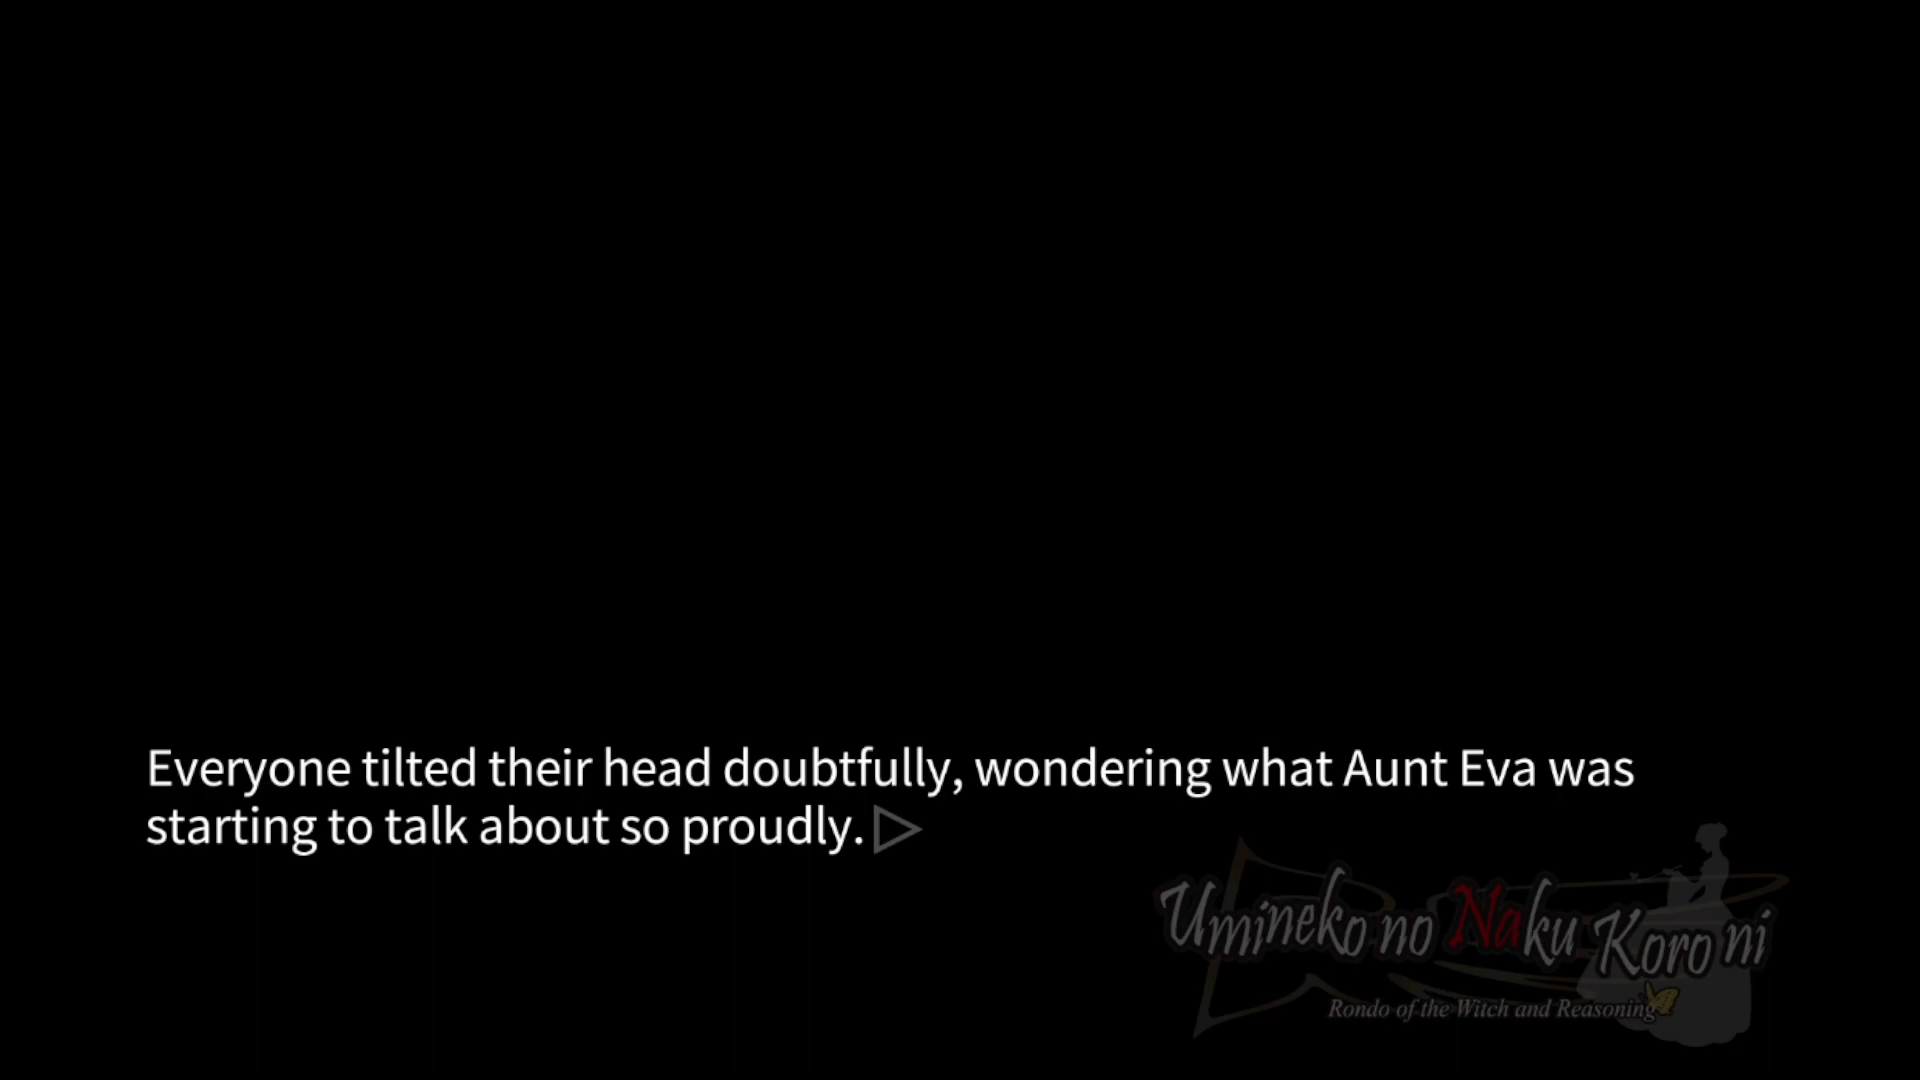 Everyone tilted their head doubtfully, wondering what Aunt Eva was
starting to talk about so proudly.
Umineko no Naku Koro ni
Rondo of the Witch and Reasoning